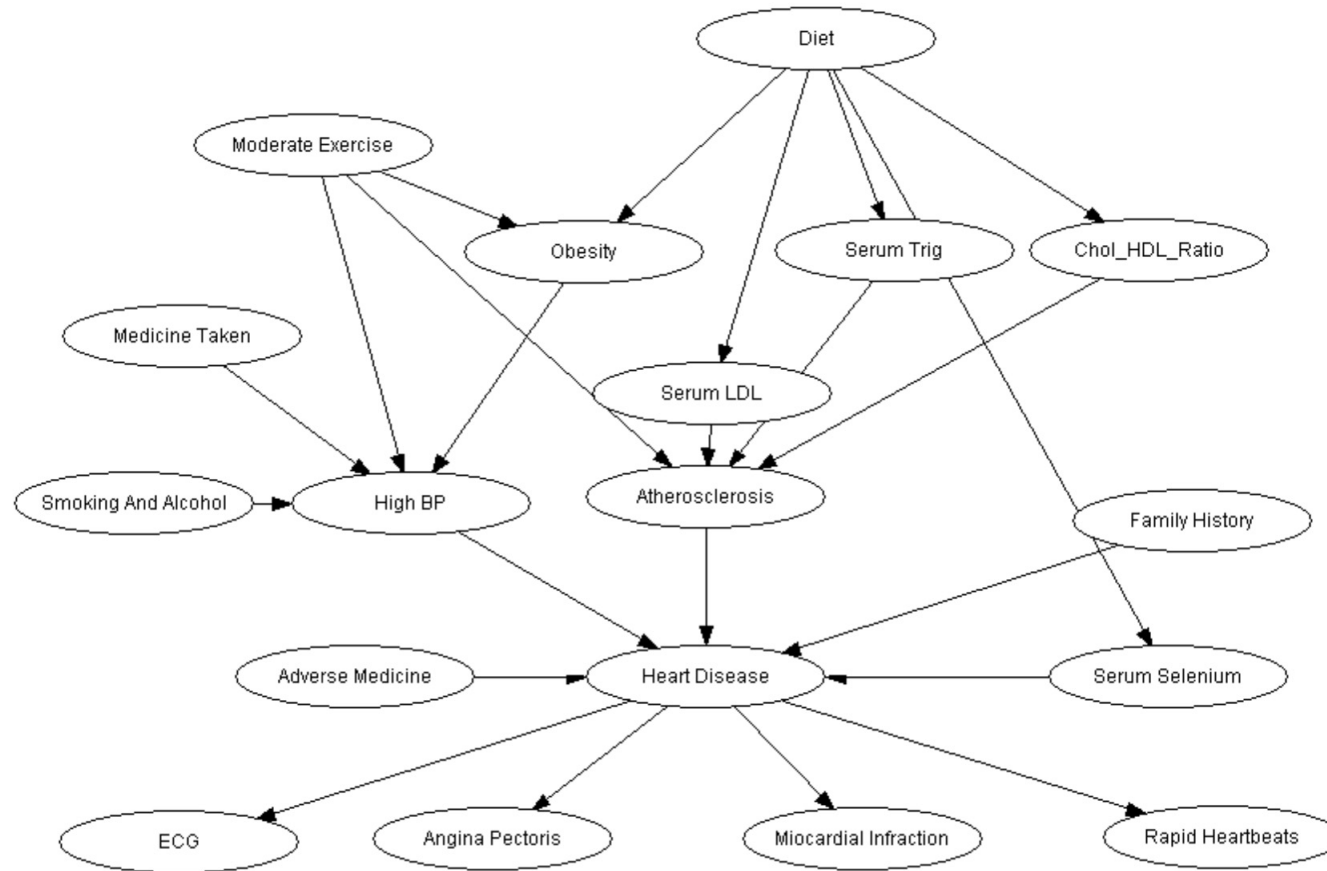 Diet
Moderate Exercise
Obesity
Serum Trig
Chol_HDL_Ratio
Medicine Taken
Serum LDL
Smoking And Alcohol
High BP
Atherosclerosis
Family History
Adverse Medicine
Heart Disease
Serum Selenium
ECG
Angina Pectoris
Miocardial Infraction
Rapid Heartbeats